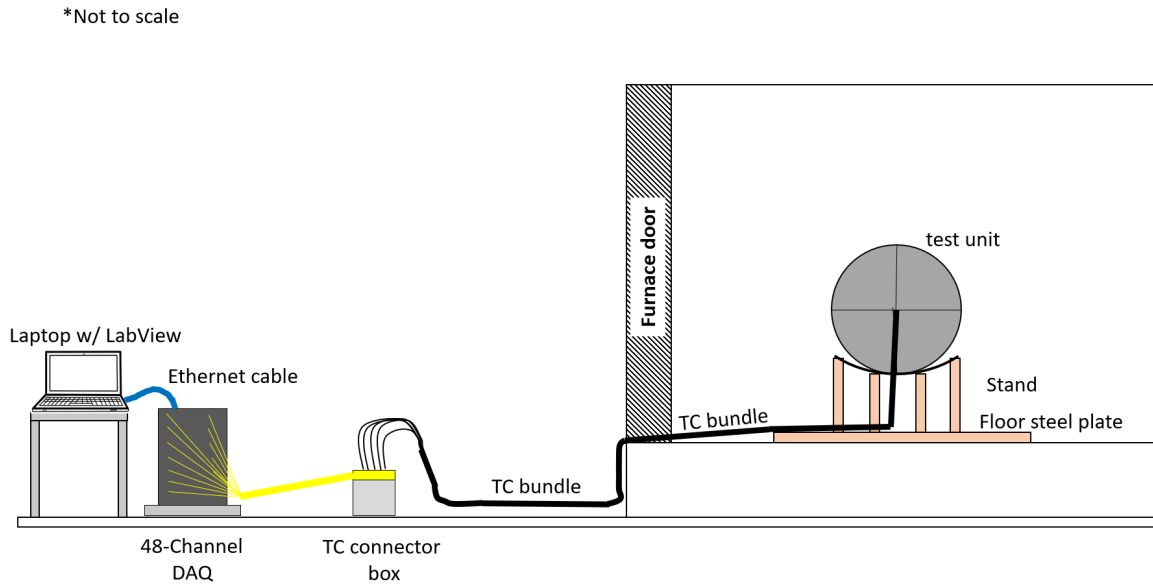 *Not to scale
Furnace door
test unit
Laptop w/ LabView
Ethernet cable
Stand
TC bundle
Floor steel plate
TC bundle
48-Channel
DAQ
TC connector
box